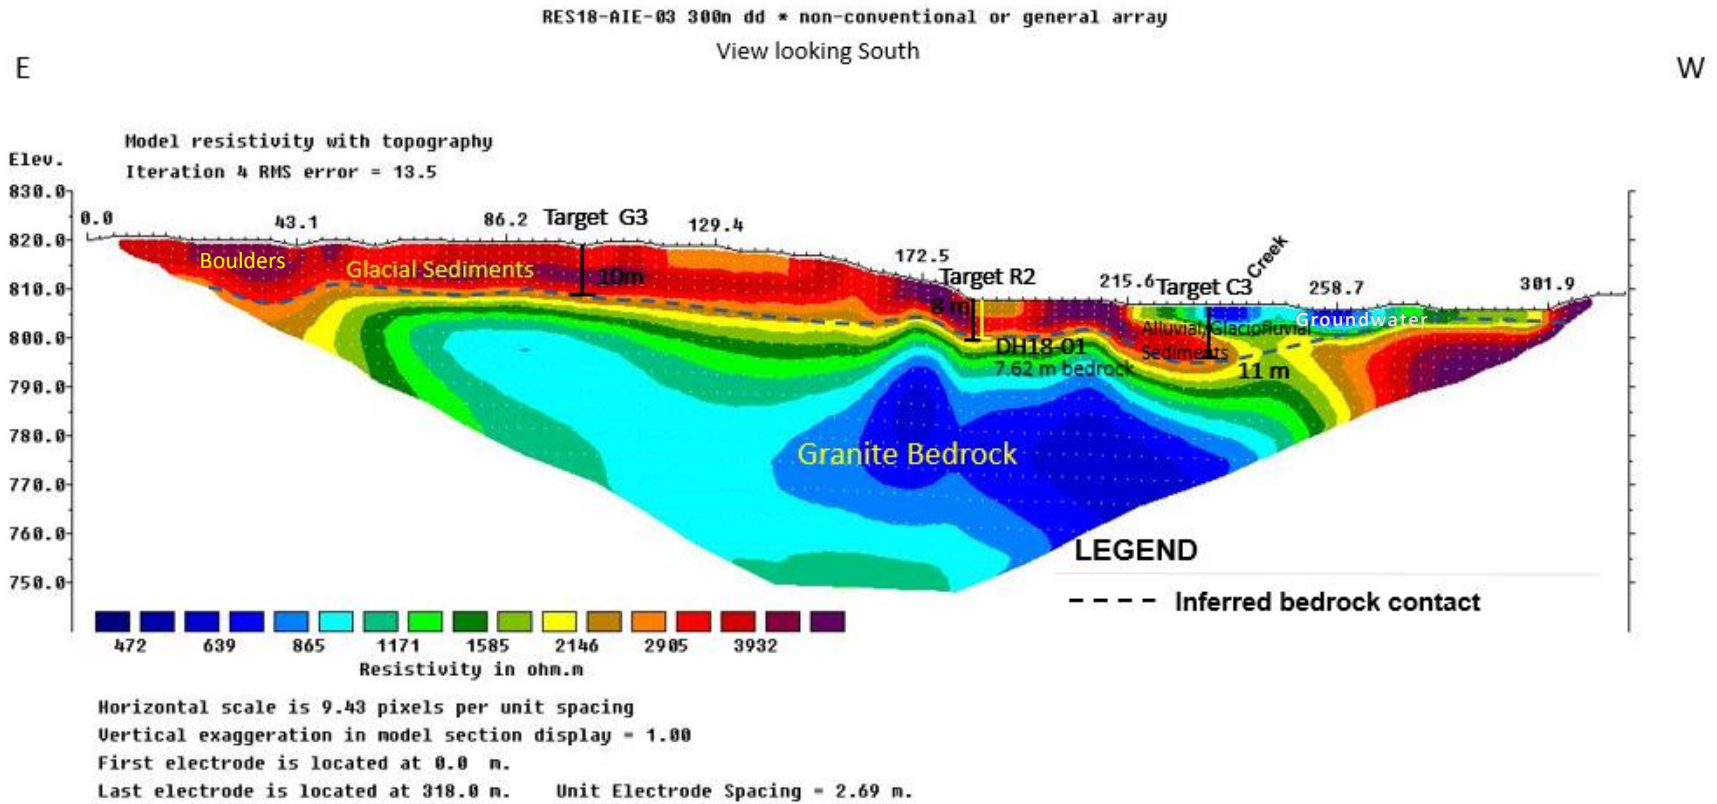 RES18-AIE-03 300n dd * non-conventional or general array
View looking South
E
W
Model resistivity with topography
Elev.
Iteration 4 RMS error = 13.5
830.0
0.0
43.1
86.2
Target G3
129.4
820.0
Creek
172.5
Boulders
Glacial Sediments
10m
Target R2
215.6
Target C3
258.7
301.9
810.0
8 m
Groundwater
Alluvial/Glaciofluvial
Sediments
800.0
DH18-01
7.62 m bedrock
11 m
790.0
780.0
Granite Bedrock
770.0
760.0
LEGEND
750.0
Inferred bedrock contact
472 639 865 1171 1585 2146 2905 3932
Resistivity in ohm.m
Horizontal scale is 9.43 pixels per unit spacing
Vertical exaggeration in model section display = 1.00
First electrode is located at 0.0 m.
Last electrode is located at 318.0 m. Unit Electrode Spacing = 2.69 m.